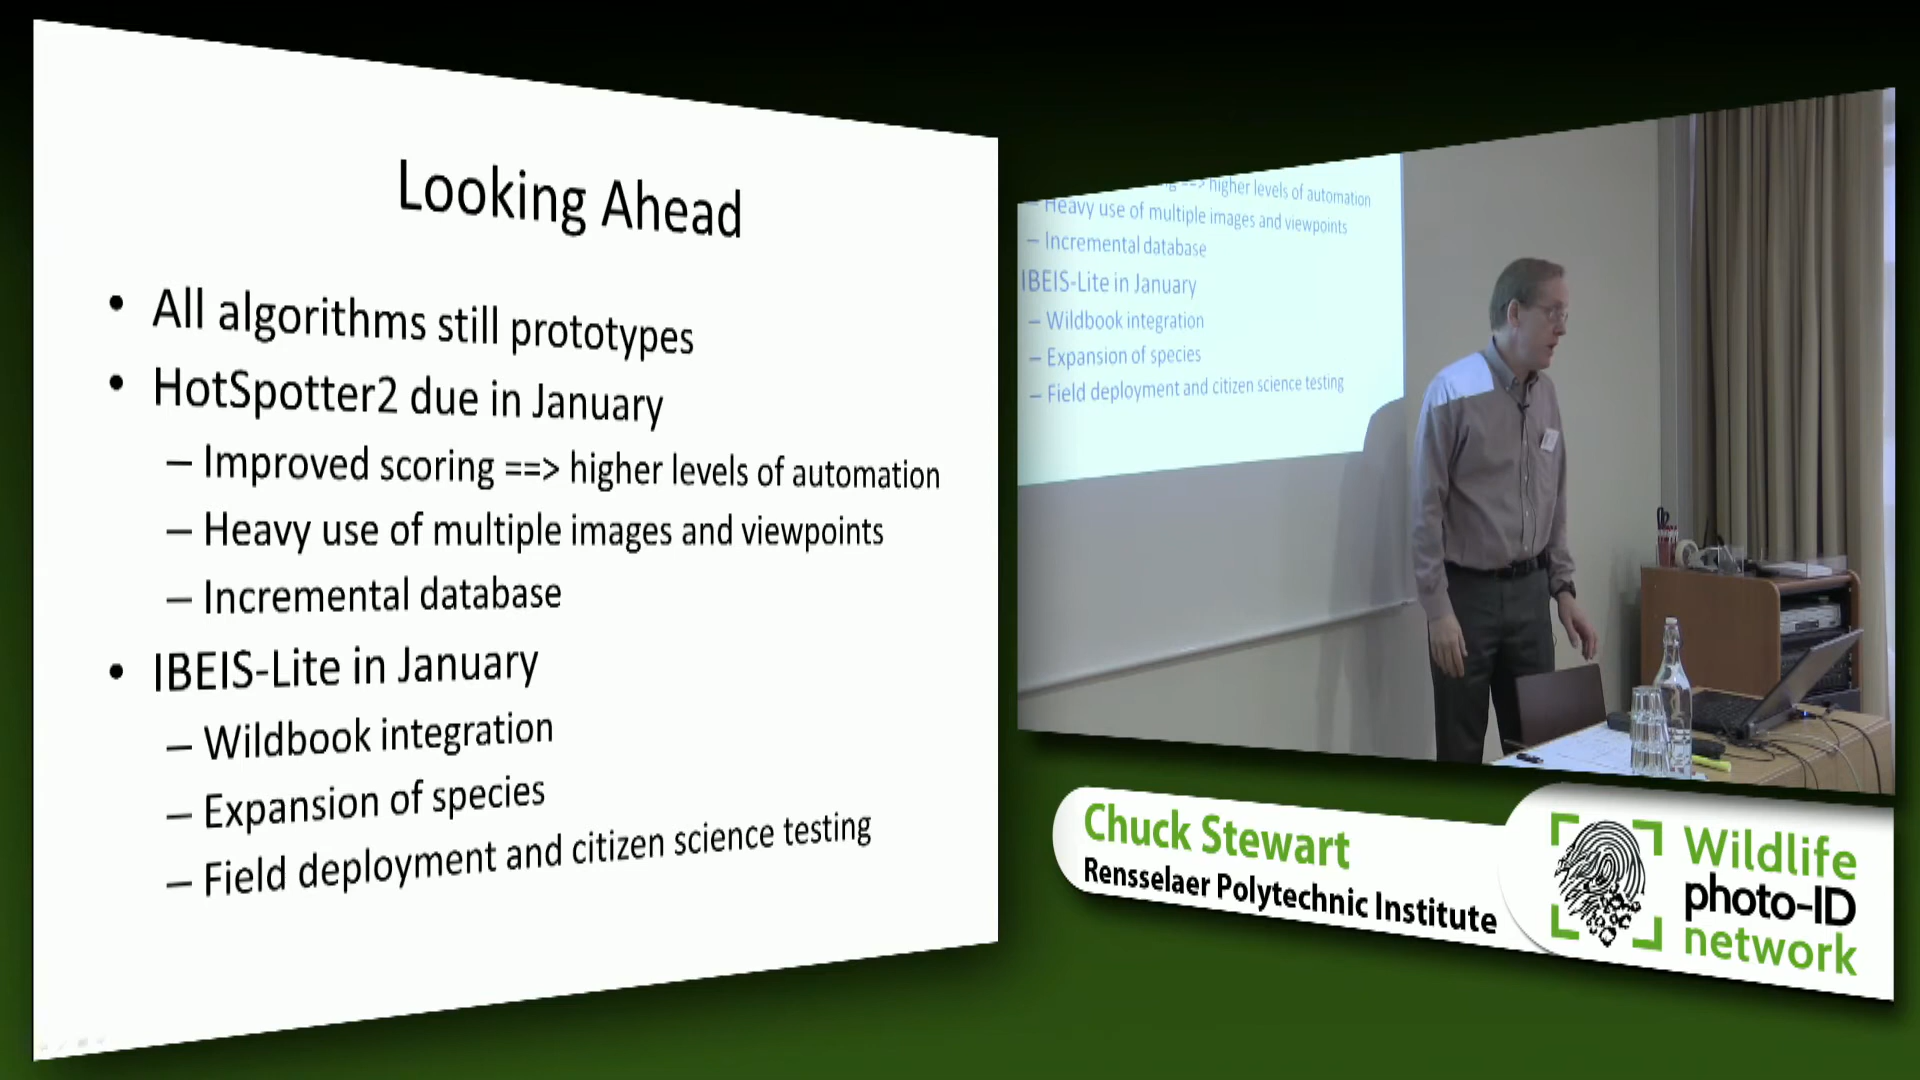 Looking Ahead
• All algorithms still prototypes
• HotSpotter2 due in January
– Improved scoring ==> higher levels of automation
– Heavy use of multiple images and viewpoints
– Incremental database
• IBEIS-Lite in January
– Wildbook integration
– Expansion of species
– Field deployment and citizen science testing
==> higher levels of automation
– Heavy use of multiple images and viewpoints
– Incremental database
IBEIS-Lite in January
– Wildbook integration
– Expansion of species
– Field deployment and citizen science testing
Chuck Stewart
Rensselaer Polytechnic Institute
Wildlife
photo-ID
network